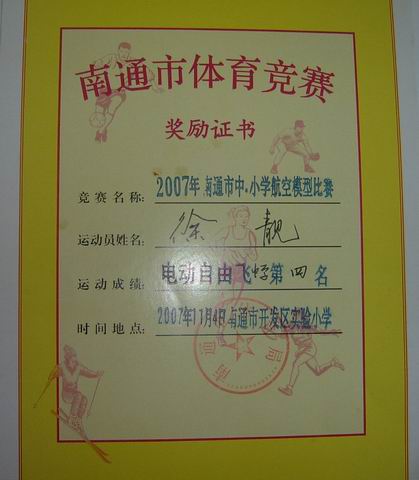 南通市体育竞赛
奖励证书
竞赛名称: 2007年南通市中.小学航空模型比赛
运动员姓名: 徐靓
运动成绩: 电动自由飞 第四名
时间地点: 2007年11月4日南通市开发区实验小学